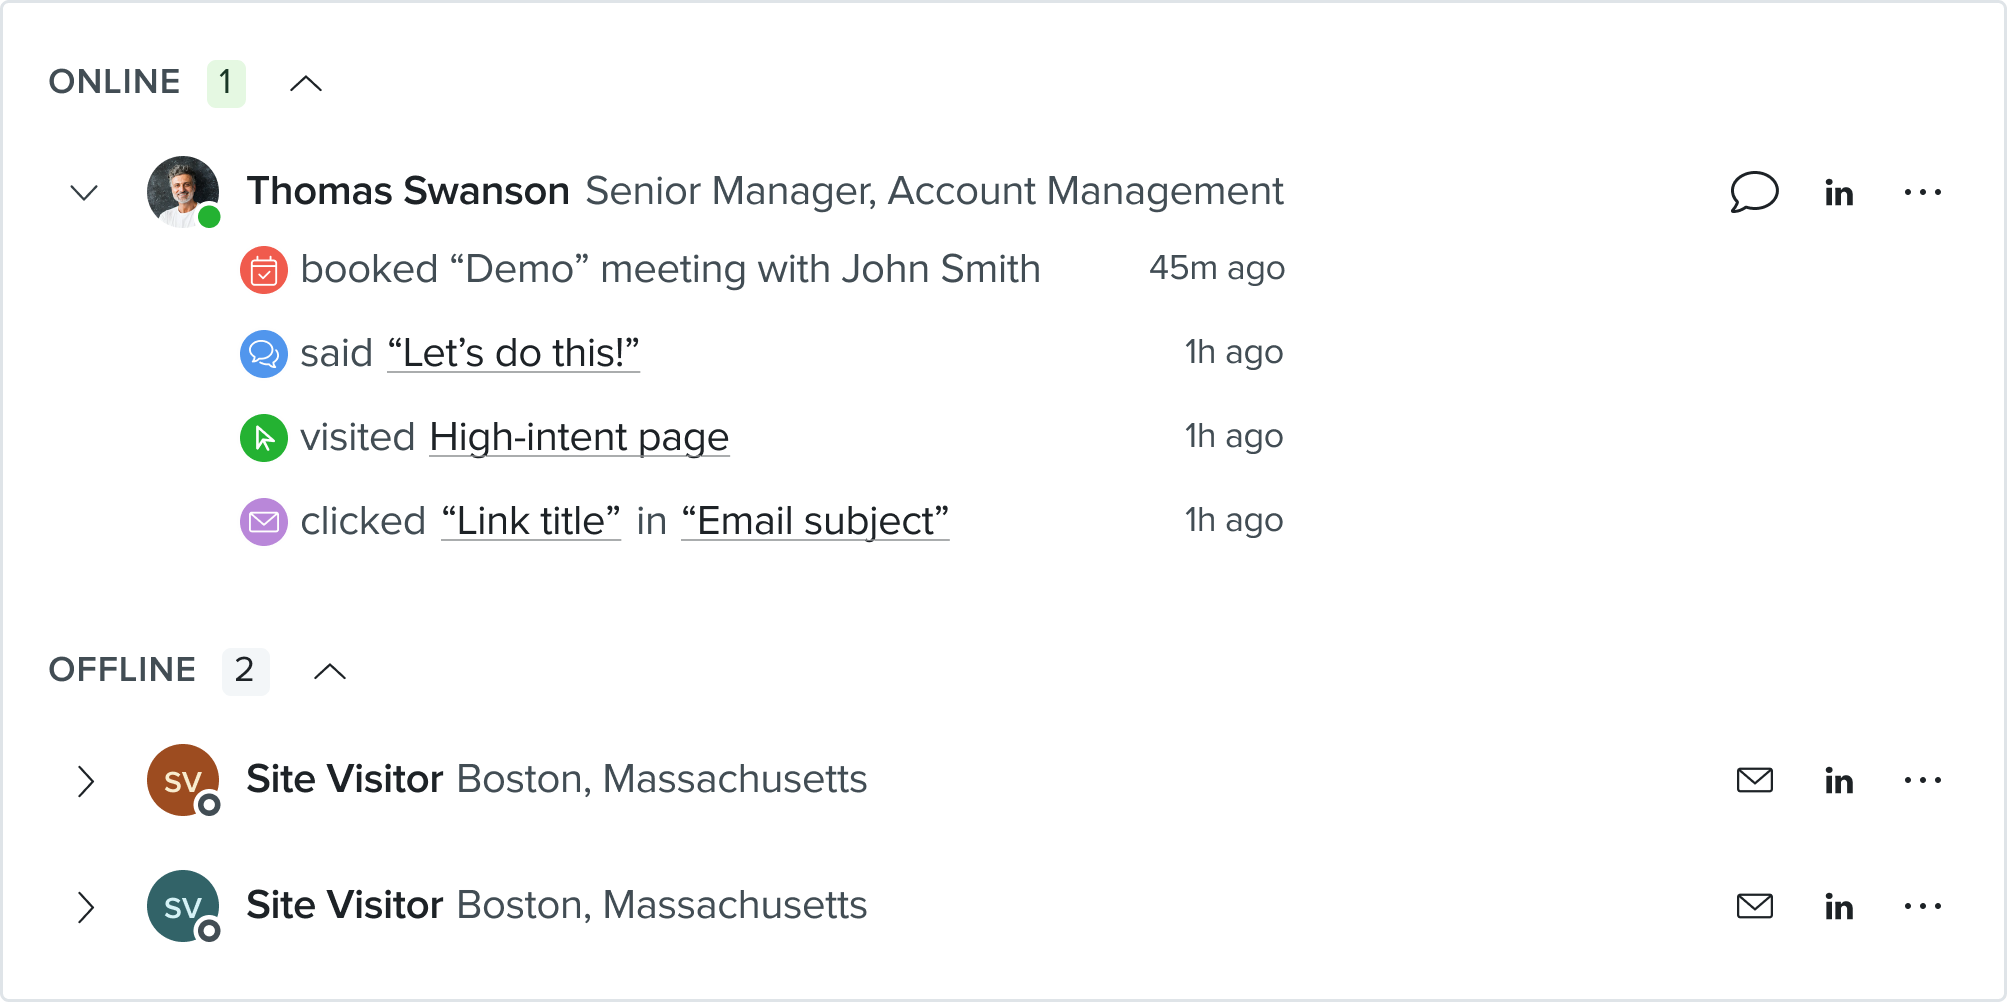 ONLINE 1
Thomas Swanson Senior Manager, Account Management in
booked “Demo” meeting with John Smith 45m ago
said “Let’s do this!” 1h ago
visited High-intent page 1h ago
clicked “Link title” in “Email subject” 1h ago
OFFLINE 2
SV Site Visitor Boston, Massachusetts in
SV Site Visitor Boston, Massachusetts in